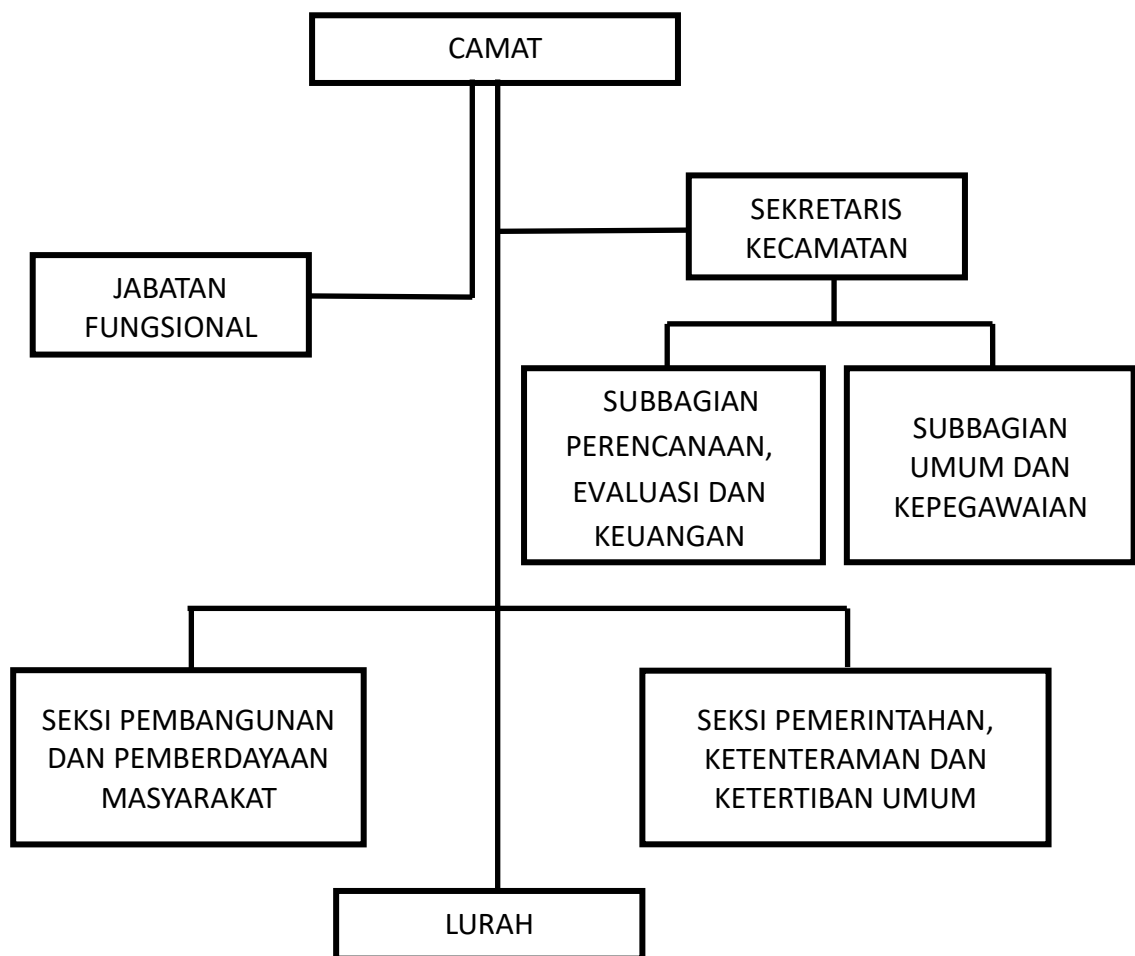 CAMAT
SEKRETARIS
KECAMATAN
JABATAN
FUNGSIONAL
SUBBAGIAN
PERENCANAAN,
EVALUASI DAN
KEUANGAN
SUBBAGIAN
UMUM DAN
KEPEGAWAIAN
SEKSI PEMBANGUNAN
DAN PEMBERDAYAAN
MASYARAKAT
SEKSI PEMERINTAHAN,
KETENTERAMAN DAN
KETERTIBAN UMUM
LURAH